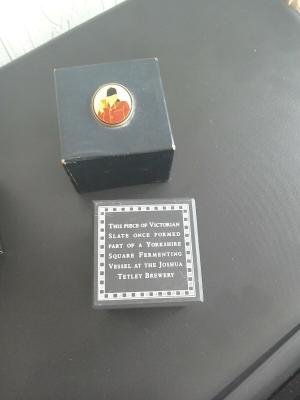 This piece of Victorian
Slate once formed
part of a Yorkshire
Square Fermenting
Vessel at the Joshua
Tetley Brewery